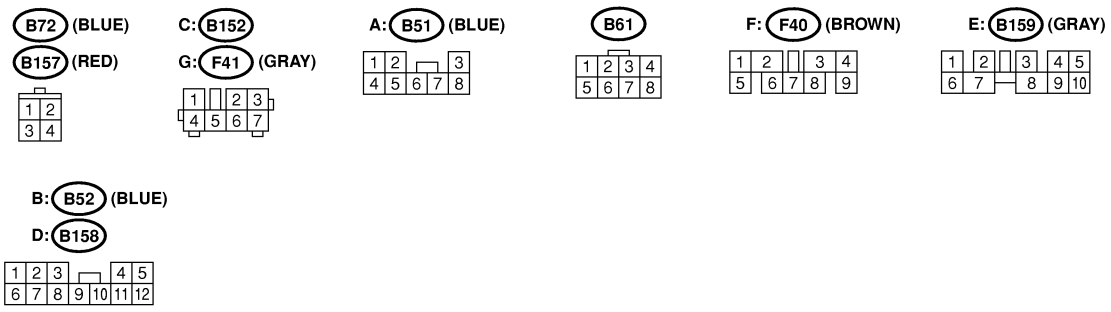 B72 (BLUE)
B157 (RED)
1 2
3 4
C: B152
G: F41 (GRAY)
1 2 3
4 5 6 7
A: B51 (BLUE)
1 2 3
4 5 6 7 8
B61
1 2 3 4
5 6 7 8
F: F40 (BROWN)
1 2 3 4
5 6 7 8 9
E: B159 (GRAY)
1 2 3 4 5
6 7 8 9 10
B: B52 (BLUE)
D: B158
1 2 3 4 5
6 7 8 9 10 11 12